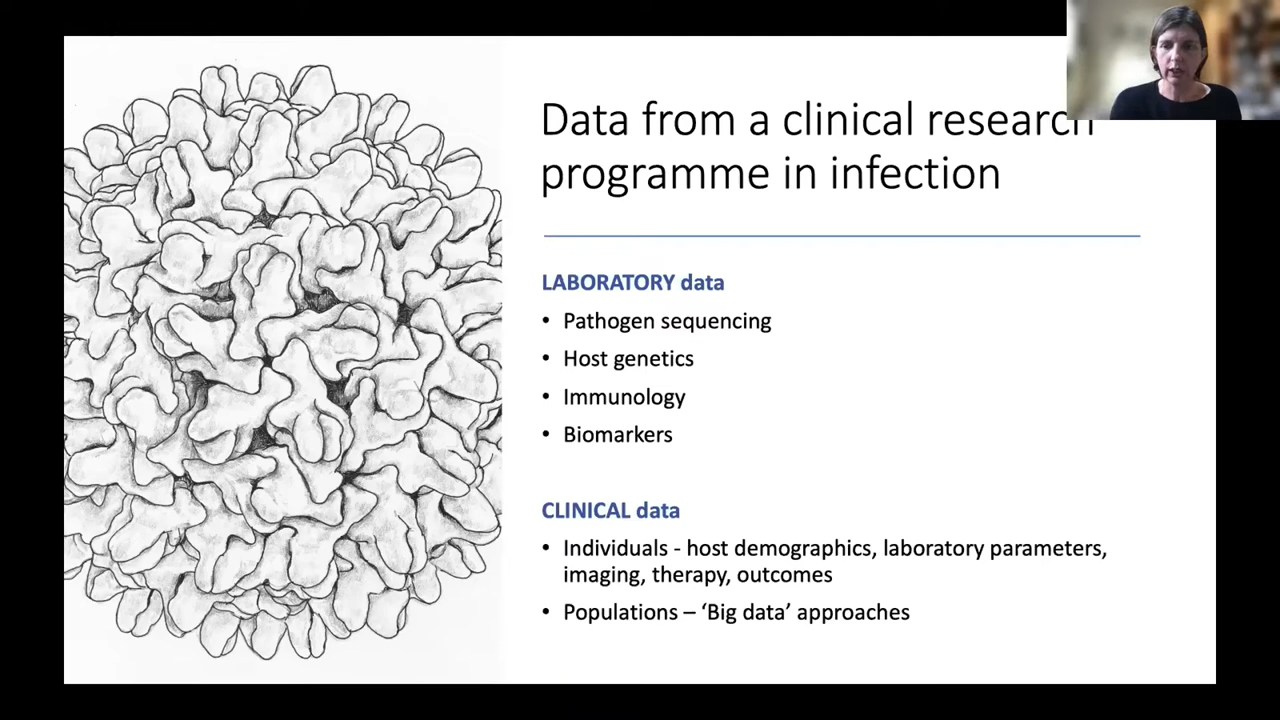 Data from a clinical research
programme in infection
LABORATORY data
• Pathogen sequencing
• Host genetics
• Immunology
• Biomarkers
CLINICAL data
• Individuals - host demographics, laboratory parameters,
imaging, therapy, outcomes
• Populations – ‘Big data’ approaches